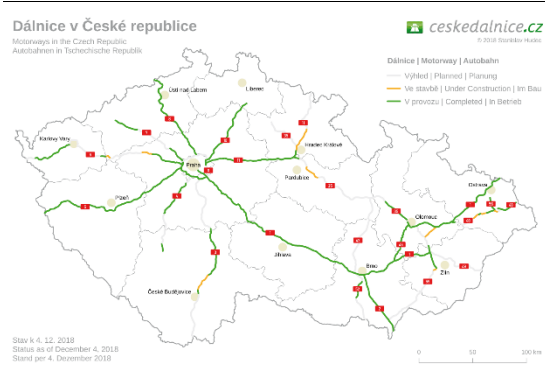 Dálnice v České republice
Motorways in the Czech Republic
Autobahnen in Tschechische Republik
ceskedalnice.cz
© 2018 Stanislav Hudec
Dálnice | Motorway | Autobahn
Výhled | Planned | Planung
Ve stavbě | Under Construction | Im Bau
V provozu | Completed | In Betrieb
Ústí nad Labem
Liberec
Karlovy Vary
Hradec Králové
Praha
Pardubice
Plzeň
Ostrava
Olomouc
Jihlava
Brno
Zlín
České Budějovice
Stav k 4. 12. 2018
Status as of December 4, 2018
Stand per 4. Dezember 2018
0 50 100 km